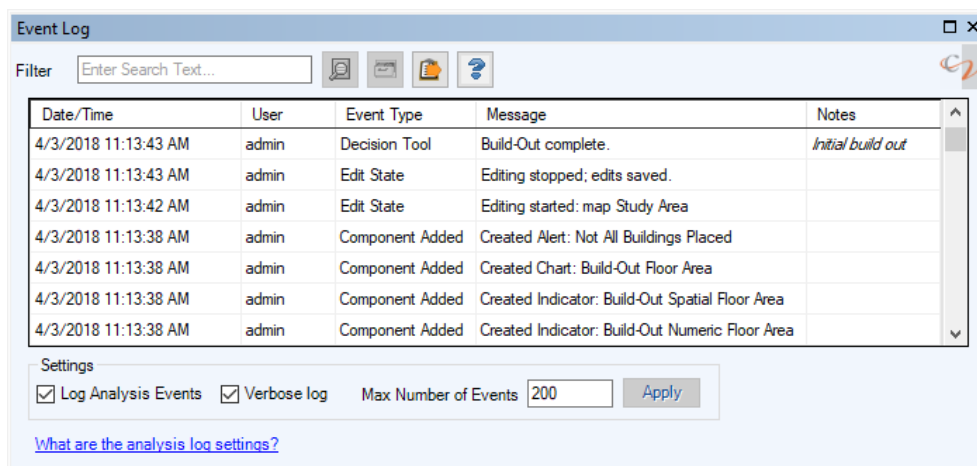 Event Log
Filter Enter Search Text...
Date/Time User Event Type Message Notes
4/3/2018 11:13:43 AM admin Decision Tool Build-Out complete. Initial build out
4/3/2018 11:13:43 AM admin Edit State Editing stopped; edits saved.
4/3/2018 11:13:42 AM admin Edit State Editing started: map Study Area
4/3/2018 11:13:38 AM admin Component Added Created Alert: Not All Buildings Placed
4/3/2018 11:13:38 AM admin Component Added Created Chart: Build-Out Floor Area
4/3/2018 11:13:38 AM admin Component Added Created Indicator: Build-Out Spatial Floor Area
4/3/2018 11:13:38 AM admin Component Added Created Indicator: Build-Out Numeric Floor Area
Settings
Log Analysis Events Verbose log Max Number of Events 200 Apply
What are the analysis log settings?